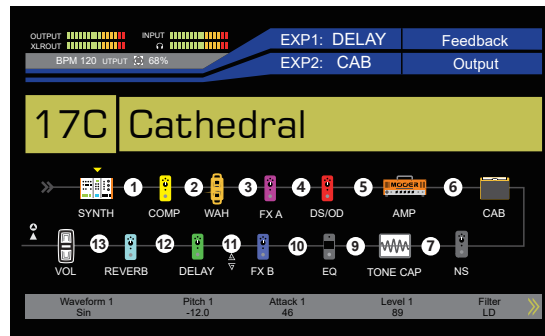 OUTPUT INPUT
XLROUT
BPM 120 UTPUT 68%
EXP1: DELAY Feedback
EXP2: CAB Output
17C Cathedral
1 2 3 4 5 MOOER 6
SYNTH COMP WAH FX A DS/OD AMP CAB
13 12 11 10 9 7
VOL REVERB DELAY FX B EQ TONE CAP NS
Waveform 1 Pitch 1 Attack 1 Level 1 Filter
Sin -12.0 46 89 LD